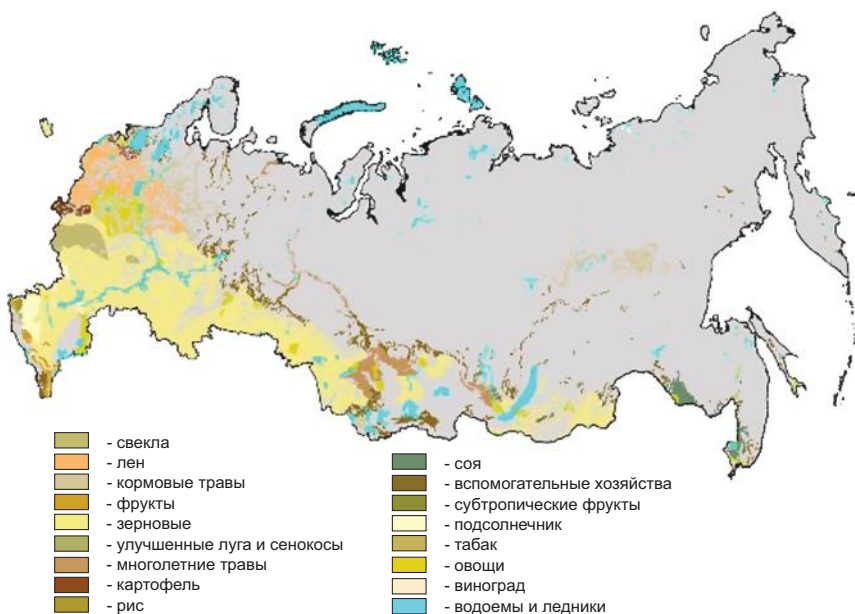 - свекла
- лен
- кормовые травы
- фрукты
- зерновые
- улучшенные луга и сенокосы
- многолетние травы
- картофель
- рис
- соя
- вспомогательные хозяйства
- субтропические фрукты
- подсолнечник
- табак
- овощи
- виноград
- водоемы и ледники